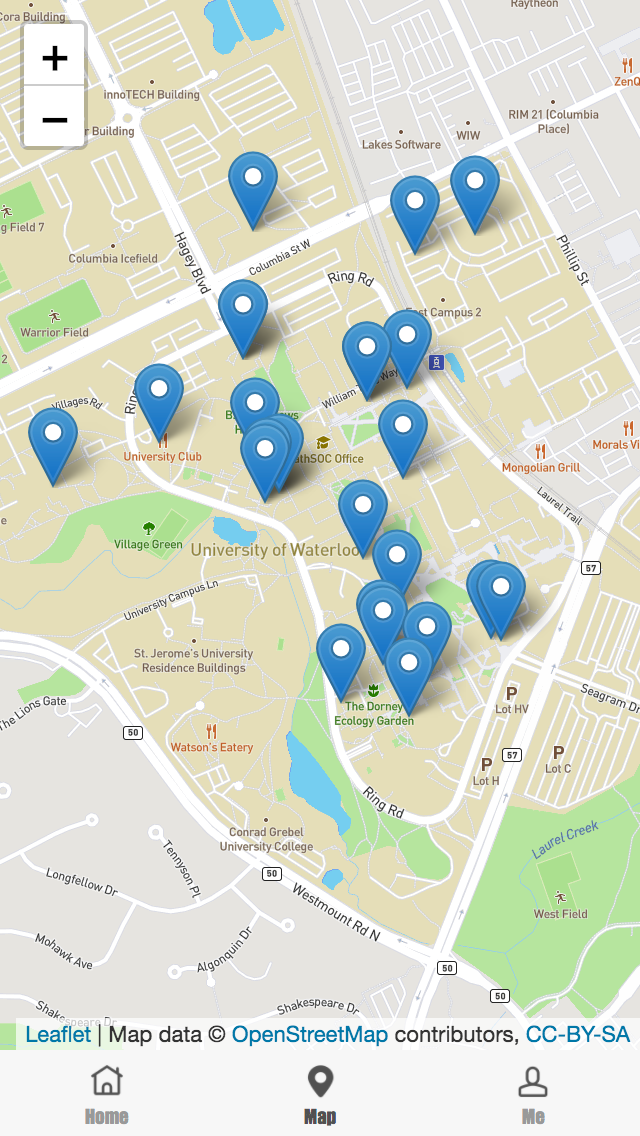 Cora Building
Raytheon
+
ZenQ
innoTECH Building
RIM 21 (Columbia
Place)
−
Building
WIW
Lakes Software
g Field 7
Hagey Blvd
Columbia St W
Phillip St
Columbia Icefield
Ring Rd
East Campus 2
Warrior Field
2
William
Way
Villages Rd
Ring
University Club
MathSOC Office
Morals Vi
Mongolian Grill
Laurel Trail
e
Village Green
University of Waterloo
57
University Campus Ln
St. Jerome's University
Residence Buildings
The Lions Gate
50
The Dorney
Ecology Garden
P
Lot HV
Seagram Dr
Watson's Eatery
57
P
Lot H
P
Lot C
Ring Rd
Conrad Grebel
University College
Laurel Creek
Longfellow Dr
Tennyson Pl
50
Westmount Rd N
West Field
Mohawk Ave
Algonquin Dr
50
50
Shakespeare Dr
Shakespeare Dr
Leaflet | Map data © OpenStreetMap contributors, CC-BY-SA
Home
Map
Me